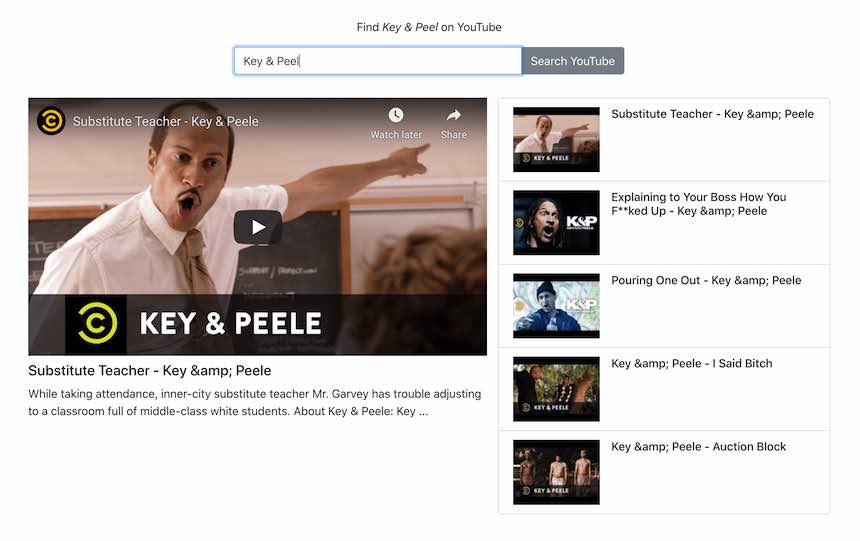 Find Key & Peel on YouTube
Key & Peel
Search YouTube
Substitute Teacher - Key & Peele
Watch later
Share
KEY & PEELE
Substitute Teacher - Key &amp; Peele
While taking attendance, inner-city substitute teacher Mr. Garvey has trouble adjusting
to a classroom full of middle-class white students. About Key & Peele: Key ...
Substitute Teacher - Key &amp; Peele
KEY & PEELE
Explaining to Your Boss How You
F**ked Up - Key &amp; Peele
K&P
Pouring One Out - Key &amp; Peele
K&P
Key &amp; Peele - I Said Bitch
KEY & PEELE
Key &amp; Peele - Auction Block
KEY & PEELE